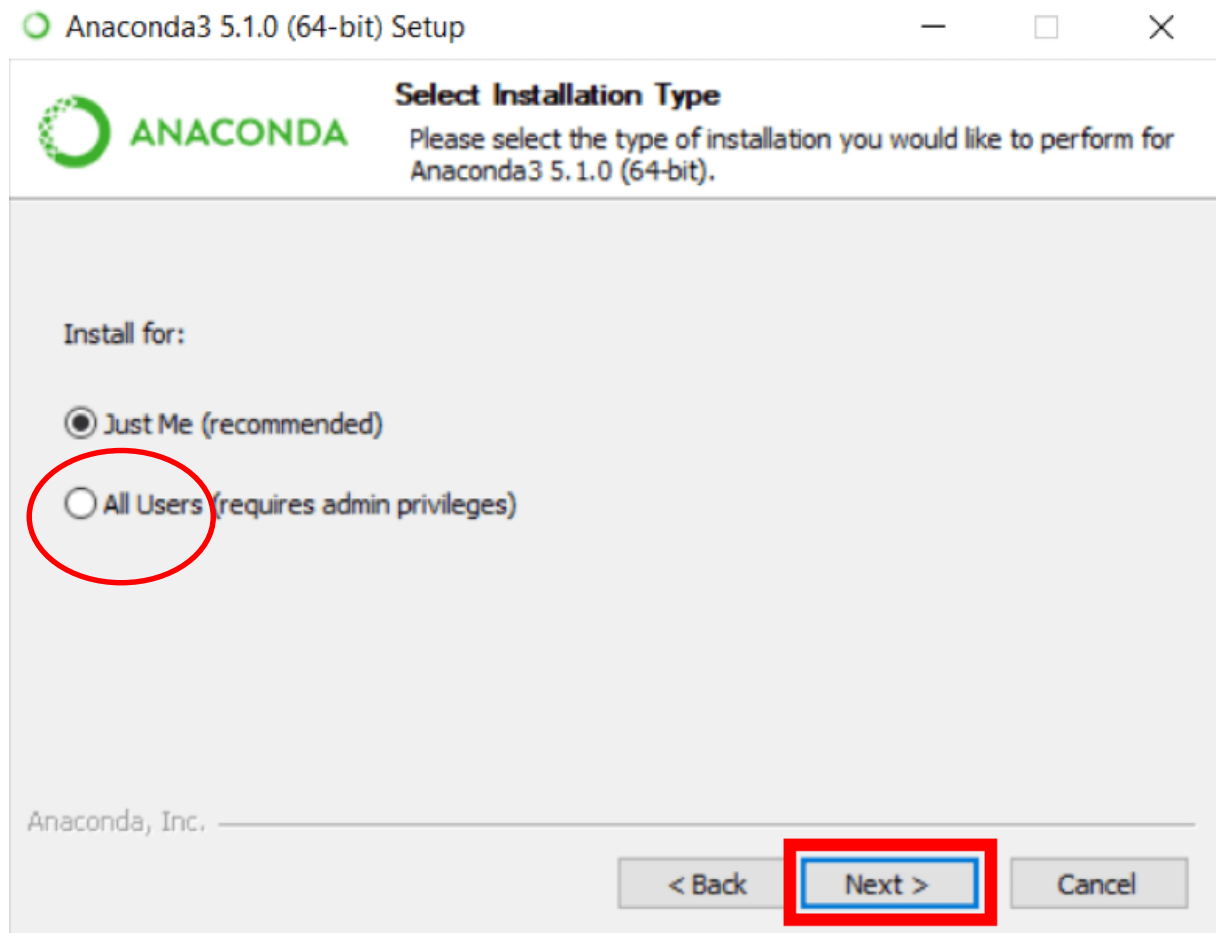 Anaconda3 5.1.0 (64-bit) Setup
ANACONDA
Select Installation Type
Please select the type of installation you would like to perform for
Anaconda3 5.1.0 (64-bit).
Install for:
Just Me (recommended)
All Users (requires admin privileges)
Anaconda, Inc.
< Back
Next >
Cancel